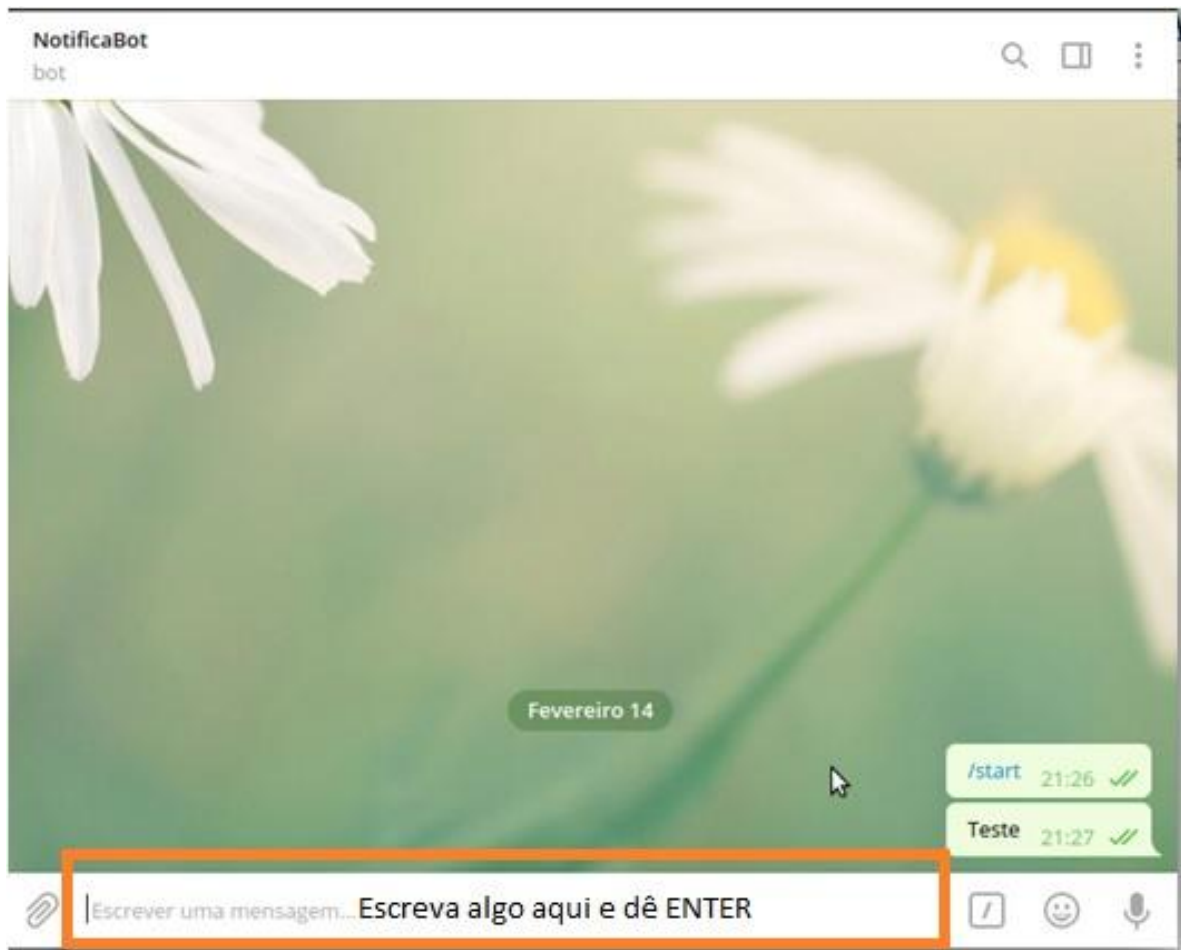 NotificaBot
bot
Fevereiro 14
/start 21:26
Teste 21:27
Escrever uma mensagem... Escreva algo aqui e dê ENTER